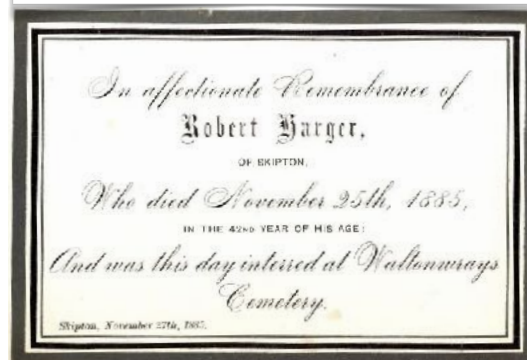 In affectionate Remembrance of
Robert Harger,
OF SKIPTON,
Who died November 25th, 1885,
IN THE 42ND YEAR OF HIS AGE:
And was this day interred at Waltonwrays
Cemetery.
Skipton, November 27th, 1885.